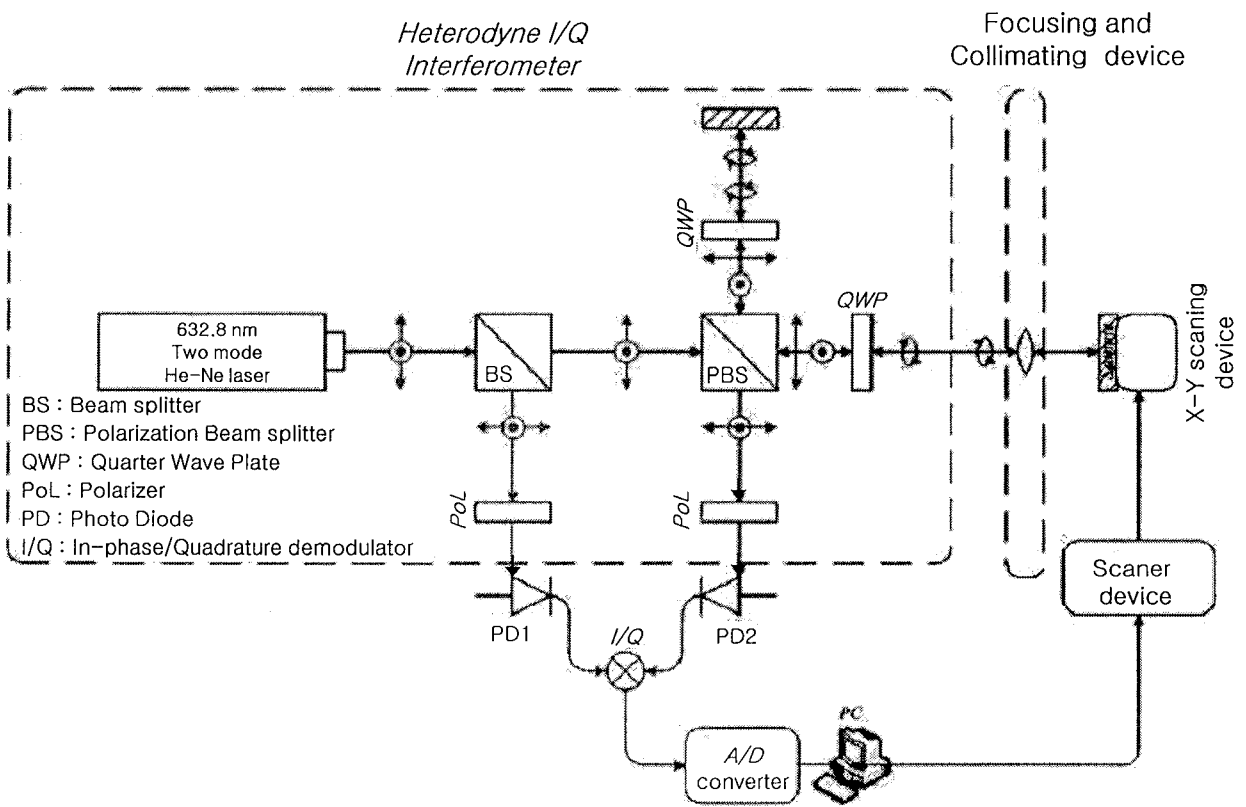 Heterodyne I/Q
Interferometer
Focusing and
Collimating device
QWP
QWP
632.8 nm
Two mode
He-Ne laser
BS
PBS
X-Y scaning
device
BS : Beam splitter
PBS : Polarization Beam splitter
QWP : Quarter Wave Plate
PoL : Polarizer
PD : Photo Diode
I/Q : In-phase/Quadrature demodulator
PoL
PoL
Scaner
device
PD1
I/Q
PD2
PC
A/D
converter